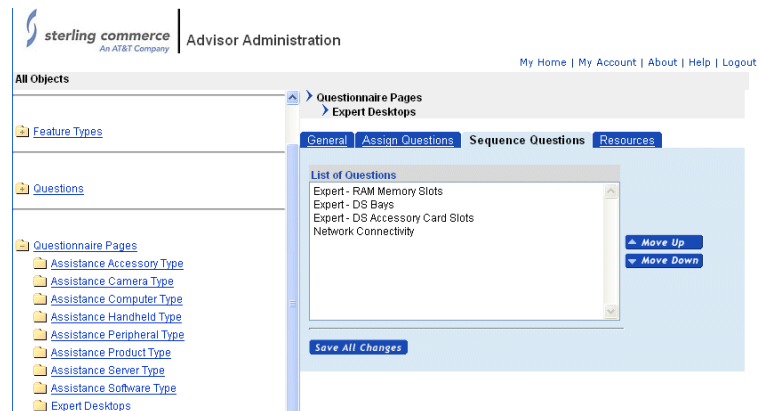 sterling commerce
An AT&T Company
Advisor Administration
My Home | My Account | About | Help | Logout
All Objects
Feature Types
Questions
Questionnaire Pages
Assistance Accessory Type
Assistance Camera Type
Assistance Computer Type
Assistance Handheld Type
Assistance Peripheral Type
Assistance Product Type
Assistance Server Type
Assistance Software Type
Expert Desktops
Questionnaire Pages
Expert Desktops
General Assign Questions Sequence Questions Resources
List of Questions
Expert - RAM Memory Slots
Expert - DS Bays
Expert - DS Accessory Card Slots
Network Connectivity
Move Up
Move Down
Save All Changes